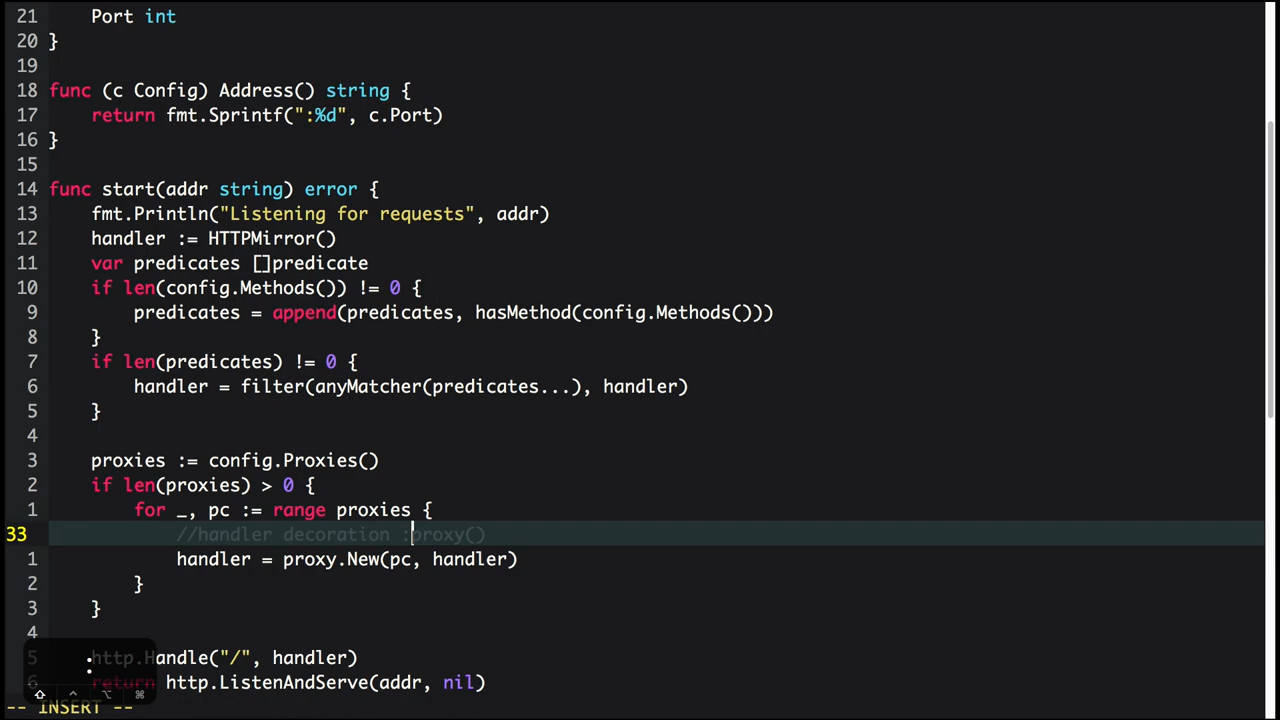 21 Port int
20 }
19
18 func (c Config) Address() string {
17 return fmt.Sprintf(":%d", c.Port)
16 }
15
14 func start(addr string) error {
13 fmt.Println("Listening for requests", addr)
12 handler := HTTPMirror()
11 var predicates []predicate
10 if len(config.Methods()) != 0 {
9 predicates = append(predicates, hasMethod(config.Methods()))
8 }
7 if len(predicates) != 0 {
6 handler = filter(anyMatcher(predicates...), handler)
5 }
4
3 proxies := config.Proxies()
2 if len(proxies) > 0 {
1 for _, pc := range proxies {
33 //handler decoration :proxy()
1 handler = proxy.New(pc, handler)
2 }
3 }
4
5 http.Handle("/", handler)
6 return http.ListenAndServe(addr, nil)
:
⇧ ^ ⌥ ⌘
-- INSERT --